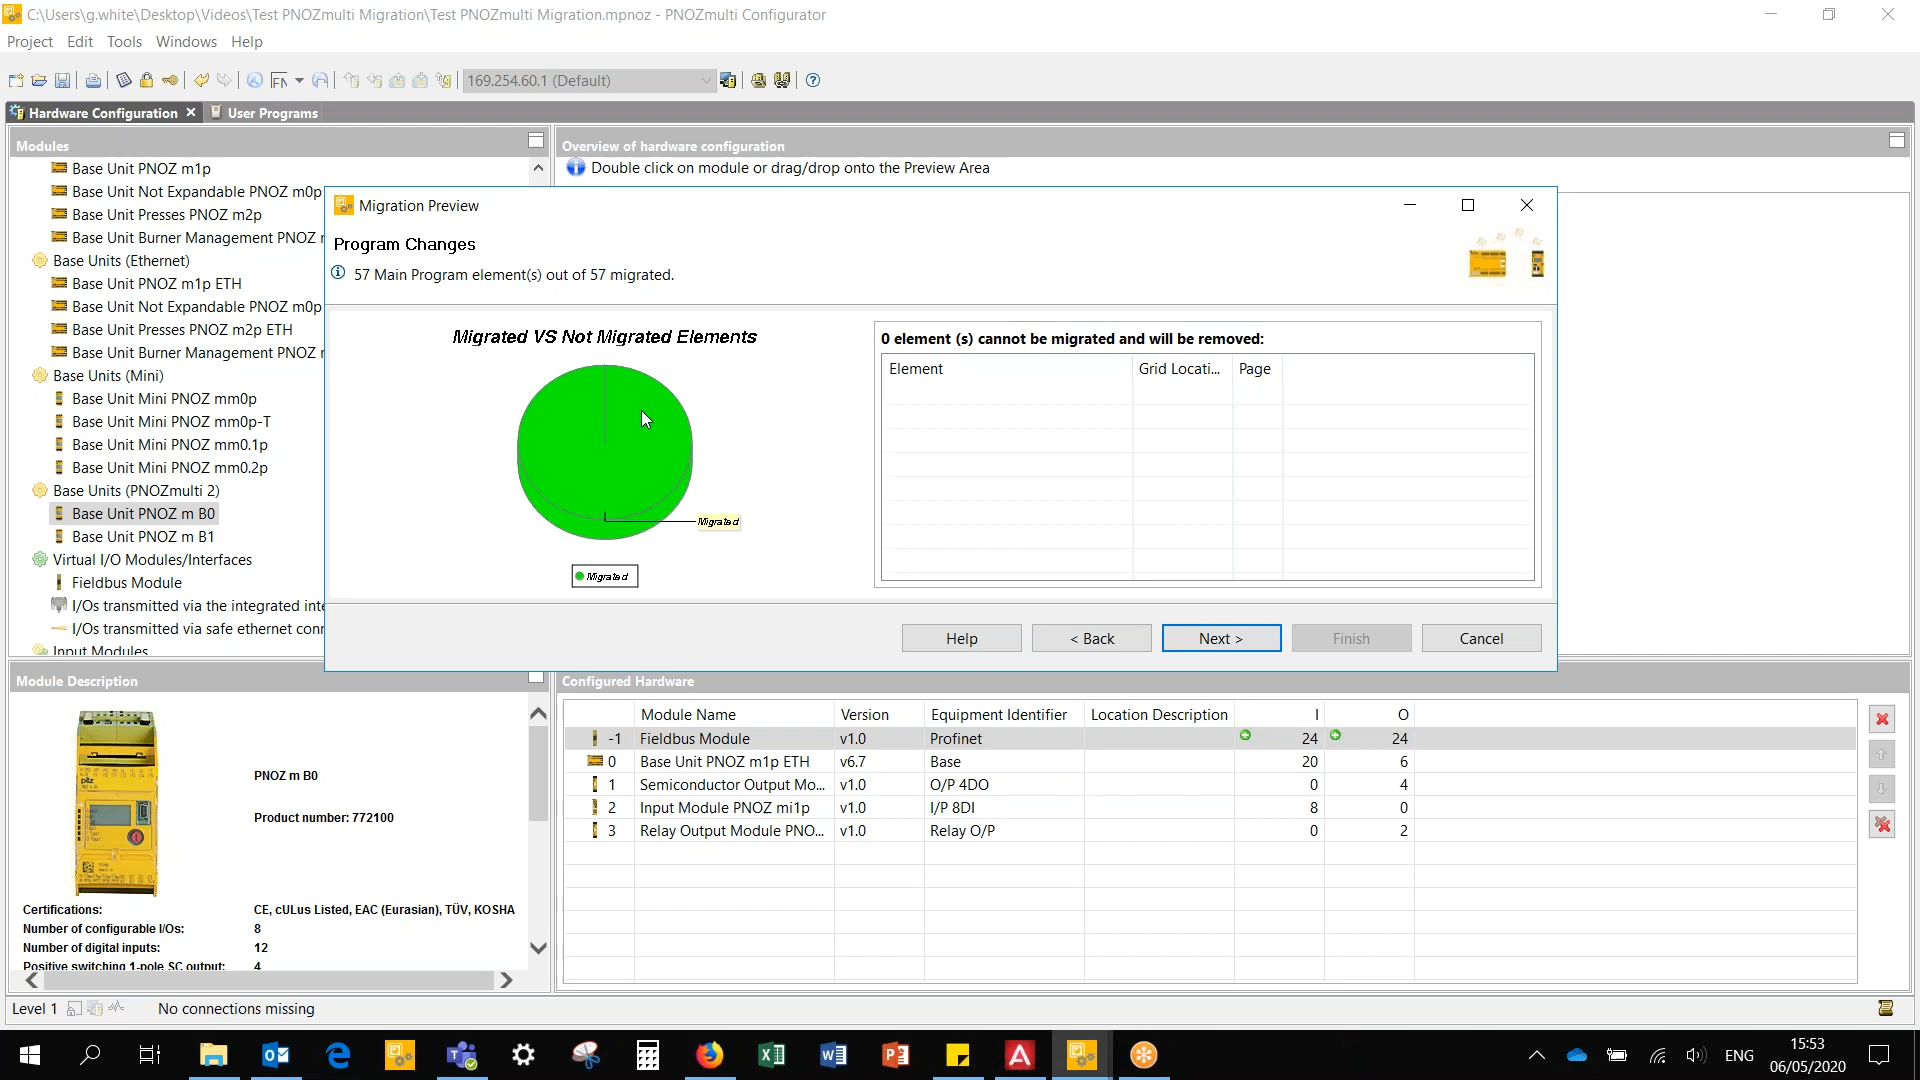 C:\Users\g.white\Desktop\Videos\Test PNOZmulti Migration\Test PNOZmulti Migration.mpnoz - PNOZmulti Configurator
Project Edit Tools Windows Help
169.254.60.1 (Default)
Hardware Configuration User Programs
Modules
Base Unit PNOZ m1p
Base Unit Not Expandable PNOZ m0p
Base Unit Presses PNOZ m2p
Base Unit Burner Management PNOZ
Base Units (Ethernet)
Base Unit PNOZ m1p ETH
Base Unit Not Expandable PNOZ m0p
Base Unit Presses PNOZ m2p ETH
Base Unit Burner Management PNOZ
Base Units (Mini)
Base Unit Mini PNOZ mm0p
Base Unit Mini PNOZ mm0p-T
Base Unit Mini PNOZ mm0.1p
Base Unit Mini PNOZ mm0.2p
Base Units (PNOZmulti 2)
Base Unit PNOZ m B0
Base Unit PNOZ m B1
Virtual I/O Modules/Interfaces
Fieldbus Module
I/Os transmitted via the integrated inte
I/Os transmitted via safe ethernet conn
Input Modules
Overview of hardware configuration
Double click on module or drag/drop onto the Preview Area
Migration Preview
Program Changes
57 Main Program element(s) out of 57 migrated.
Migrated VS Not Migrated Elements
Migrated
Migrated
0 element (s) cannot be migrated and will be removed:
Element Grid Locati... Page
Help < Back Next > Finish Cancel
Module Description
pilz
PNOZ m B0
Product number: 772100
Certifications: CE, cULus Listed, EAC (Eurasian), TÜV, KOSHA
Number of configurable I/Os: 8
Number of digital inputs: 12
Positive switching 1-pole SC output: 4
Configured Hardware
Module Name Version Equipment Identifier Location Description I O
-1 Fieldbus Module v1.0 Profinet 24 24
0 Base Unit PNOZ m1p ETH v6.7 Base 20 6
1 Semiconductor Output Mo... v1.0 O/P 4DO 0 4
2 Input Module PNOZ mi1p v1.0 I/P 8DI 8 0
3 Relay Output Module PNO... v1.0 Relay O/P 0 2
Level 1 No connections missing
ENG
15:53
06/05/2020